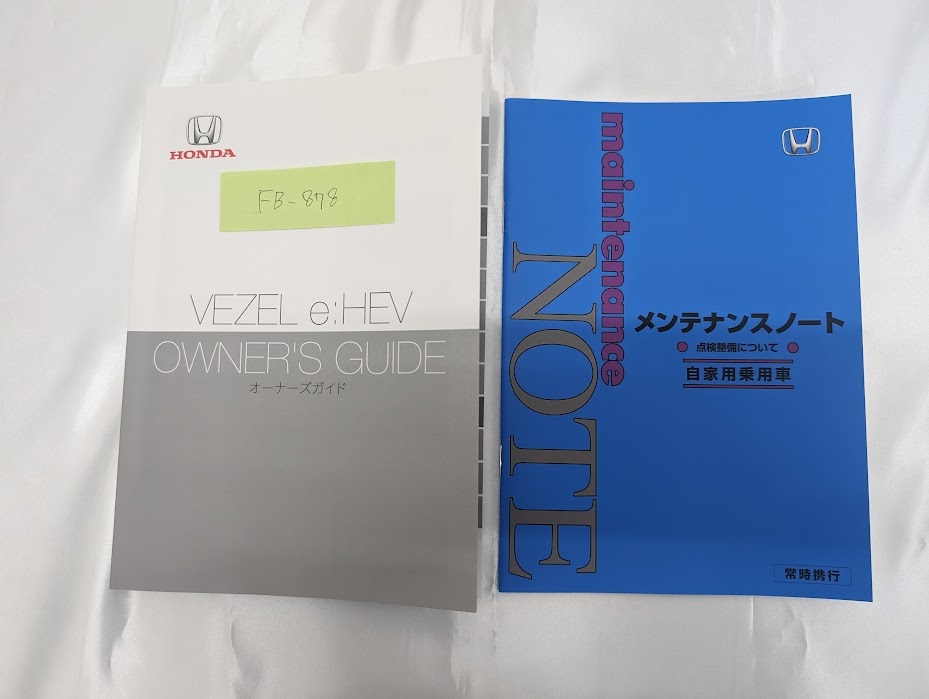 HONDA
FB-878
VEZEL e:HEV
OWNER'S GUIDE
オーナーズガイド
maintenance
NOTE
メンテナンスノート
点検整備について
自家用乗用車
常時携行